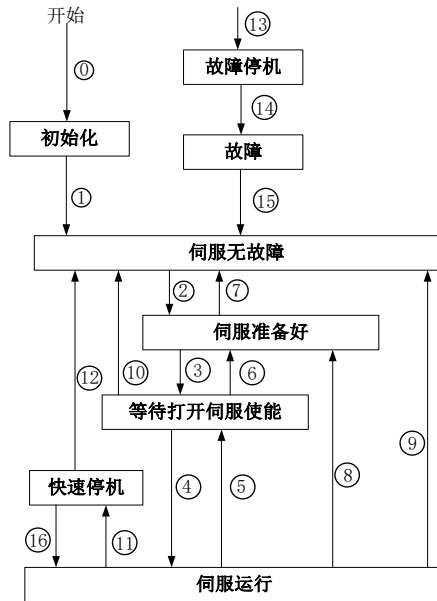 开始
⑬
⓪
故障停机
⑭
初始化
故障
①
⑮
伺服无故障
②
⑦
伺服准备好
⑫
⑩
③
⑥
等待打开伺服使能
⑨
快速停机
④
⑤
⑧
⑯
⑪
伺服运行